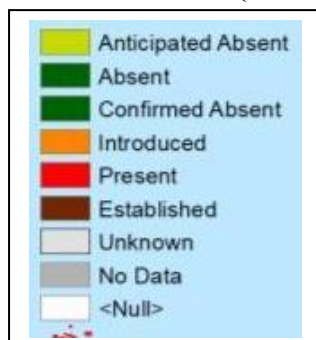 Anticipated Absent
Absent
Confirmed Absent
Introduced
Present
Established
Unknown
No Data
<Null>